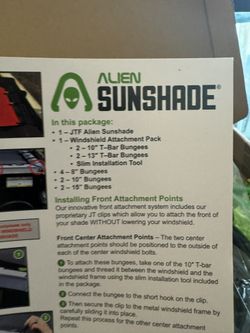 ALIEN
SUNSHADE®
In this package:
• 1 – JTF Alien Sunshade
• 1 – Windshield Attachment Pack
• 2 – 10" T-Bar Bungees
• 2 – 13" T-Bar Bungees
• Slim Installation Tool
• 4 – 8" Bungees
• 2 – 10" Bungees
• 2 – 18" Bungees
Installing Front Attachment Points
Our innovative front attachment system includes our
proprietary JT clips which allow you to attach the front of
your shade WITHOUT lowering your windshield.
Front Center Attachment Points – The two center
attachment points should be positioned to the outside of
each of the center windshield bolts.
1 To attach these bungees, take one of the 10" T-bar
bungees and thread it between the windshield and the
windshield frame using the slim installation tool included
in the package.
2 Connect the bungee to the short hook on the clip.
3 Then secure the clip to the metal windshield frame by
carefully sliding it into place.
Repeat this process for the other center attachment
points.